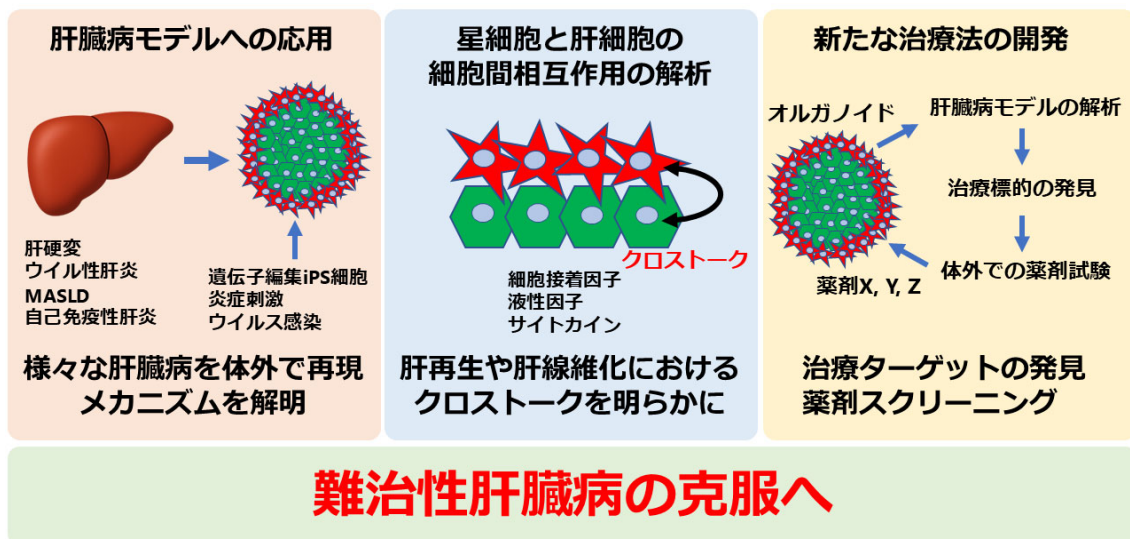 肝臓病モデルへの応用
肝硬変
ウイル性肝炎
MASLD
自己免疫性肝炎
遺伝子編集iPS細胞
炎症刺激
ウイルス感染
様々な肝臓病を体外で再現
メカニズムを解明
星細胞と肝細胞の
細胞間相互作用の解析
クロストーク
細胞接着因子
液性因子
サイトカイン
肝再生や肝線維化における
クロストークを明らかに
新たな治療法の開発
オルガノイド
肝臓病モデルの解析
治療標的の発見
体外での薬剤試験
薬剤X, Y, Z
治療ターゲットの発見
薬剤スクリーニング
難治性肝臓病の克服へ